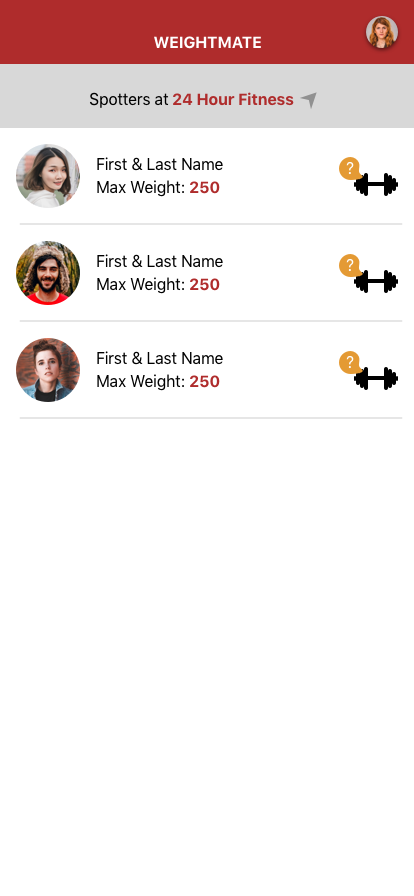 WEIGHTMATE
Spotters at 24 Hour Fitness
First & Last Name
Max Weight: 250
?
First & Last Name
Max Weight: 250
?
First & Last Name
Max Weight: 250
?